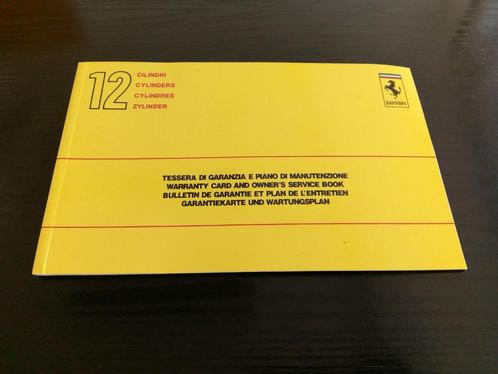 12
CILINDRI
CYLINDERS
CYLINDRES
ZYLINDER
Ferrari
TESSERA DI GARANZIA E PIANO DI MANUTENZIONE
WARRANTY CARD AND OWNER'S SERVICE BOOK
BULLETIN DE GARANTIE ET PLAN DE L'ENTRETIEN
GARANTIEKARTE UND WARTUNGSPLAN